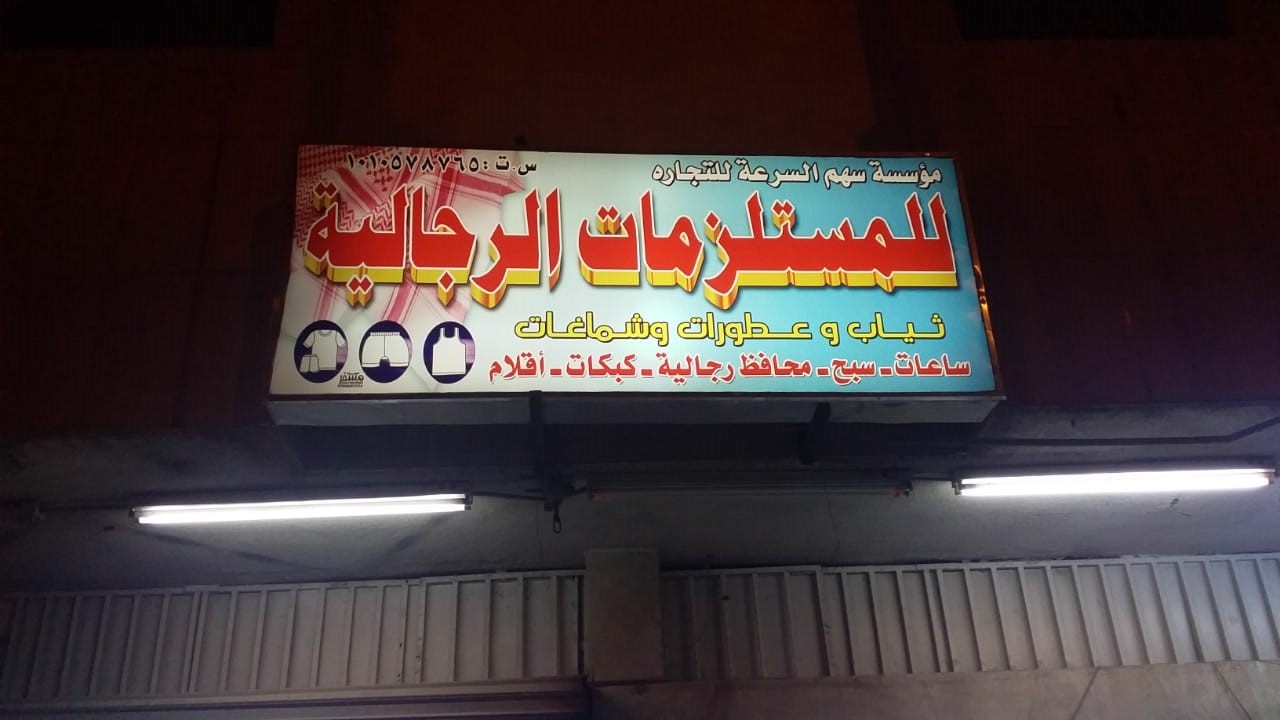 مؤسسة سهم السرعة للتجاره
س.ت : ١٠١٠٥٧٨٧٦٥
للمستلزمات الرجالية
ثياب و عطورات وشماغات
ساعات - سبح - محافظ رجالية - كبكات - أقلام